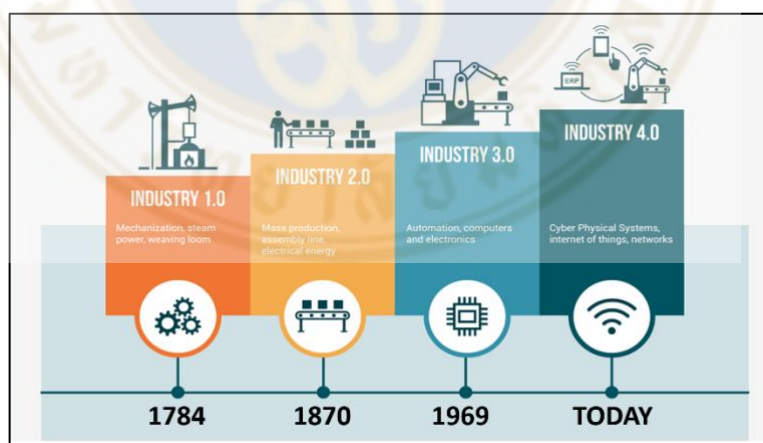 ERP
INDUSTRY 1.0
Mechanization, steam
power, weaving loom
INDUSTRY 2.0
Mass production,
assembly line,
electrical energy
INDUSTRY 3.0
Automation, computers
and electronics
INDUSTRY 4.0
Cyber Physical Systems,
internet of things, networks
1784
1870
1969
TODAY